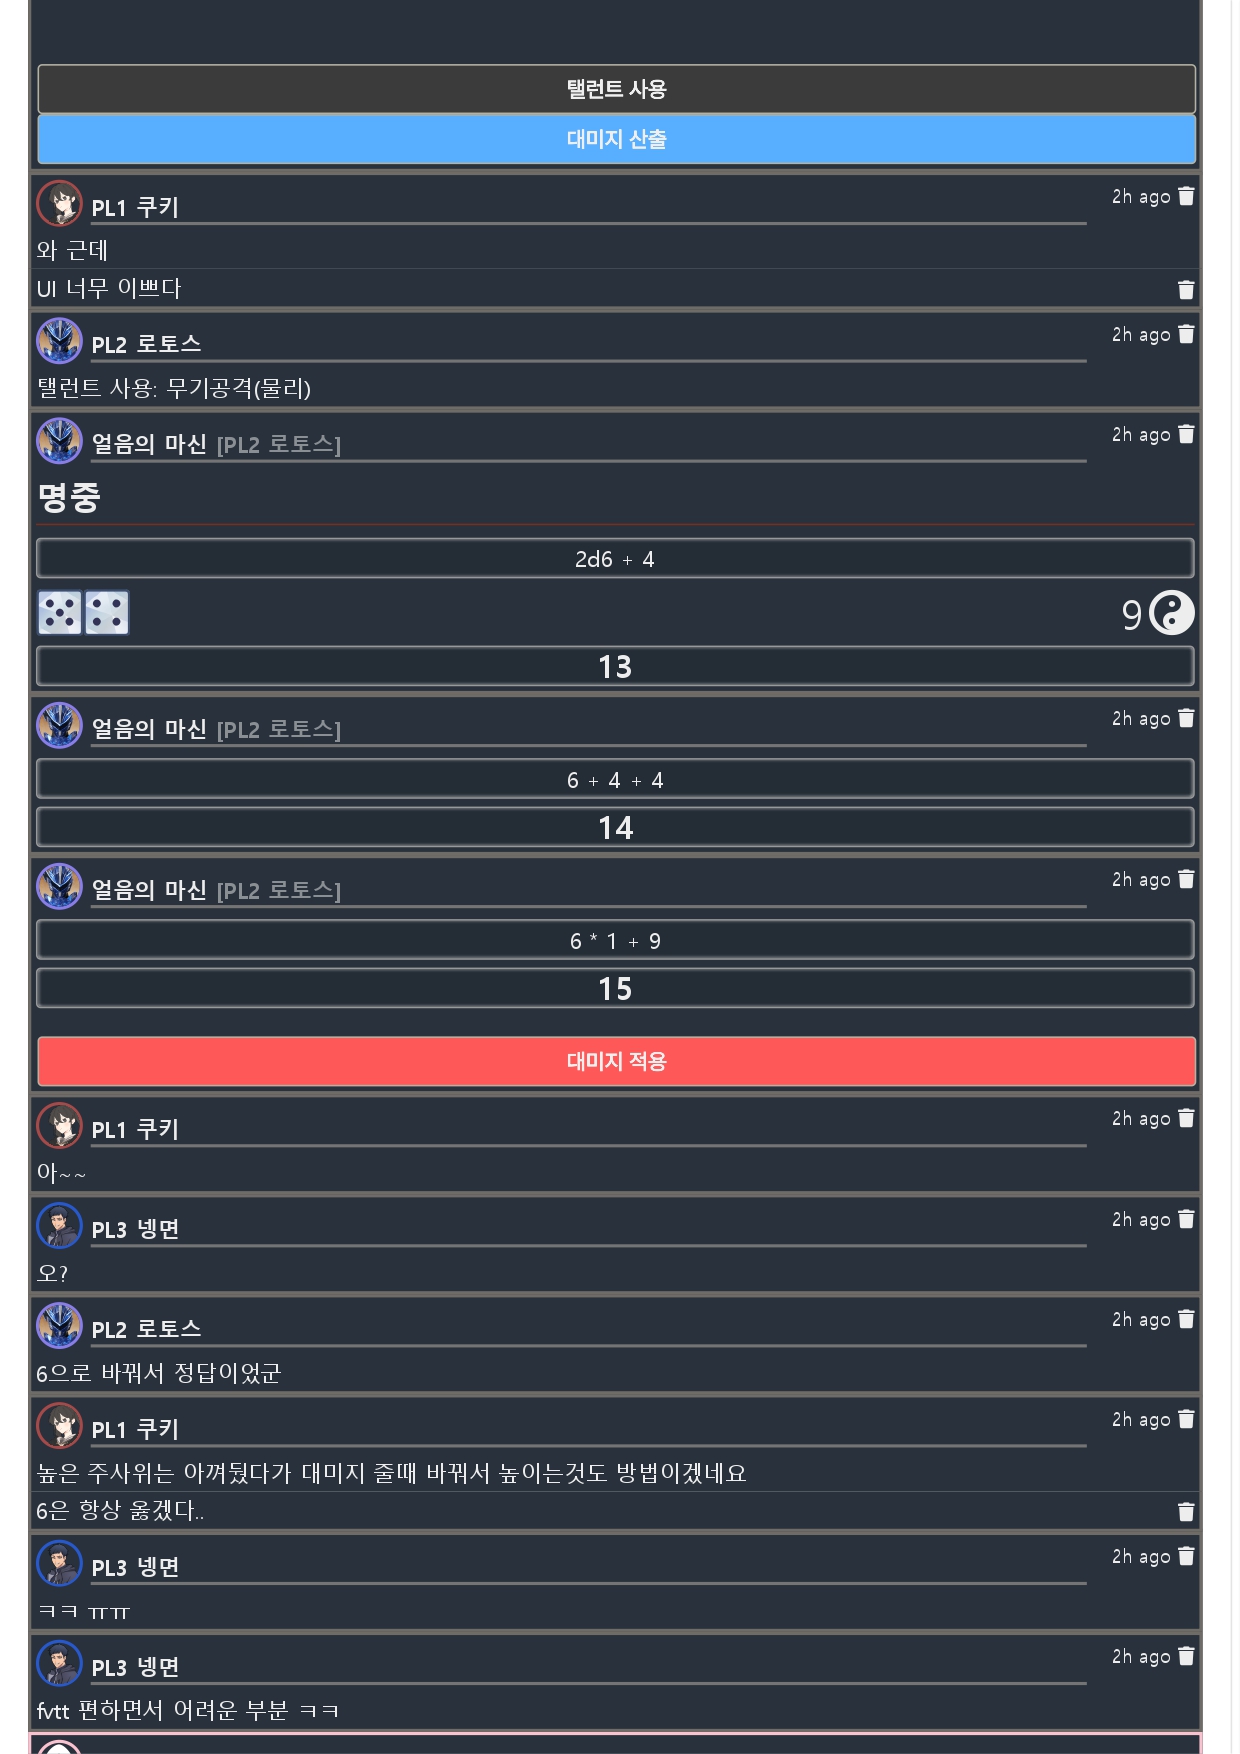 탤런트 사용
대미지 산출
PL1 쿠키
2h ago
와 근데
UI 너무 이쁘다
PL2 로토스
2h ago
탤런트 사용: 무기공격(물리)
얼음의 마신 [PL2 로토스]
2h ago
명중
2d6 + 4
9
13
얼음의 마신 [PL2 로토스]
2h ago
6 + 4 + 4
14
얼음의 마신 [PL2 로토스]
2h ago
6 * 1 + 9
15
대미지 적용
PL1 쿠키
2h ago
아~~
PL3 넹면
2h ago
오?
PL2 로토스
2h ago
6으로 바꿔서 정답이었군
PL1 쿠키
2h ago
높은 주사위는 아껴뒀다가 대미지 줄때 바꿔서 높이는것도 방법이겠네요
6은 항상 옳겠다..
PL3 넹면
2h ago
ㅋㅋ ㅠㅠ
PL3 넹면
2h ago
fvtt 편하면서 어려운 부분 ㅋㅋ